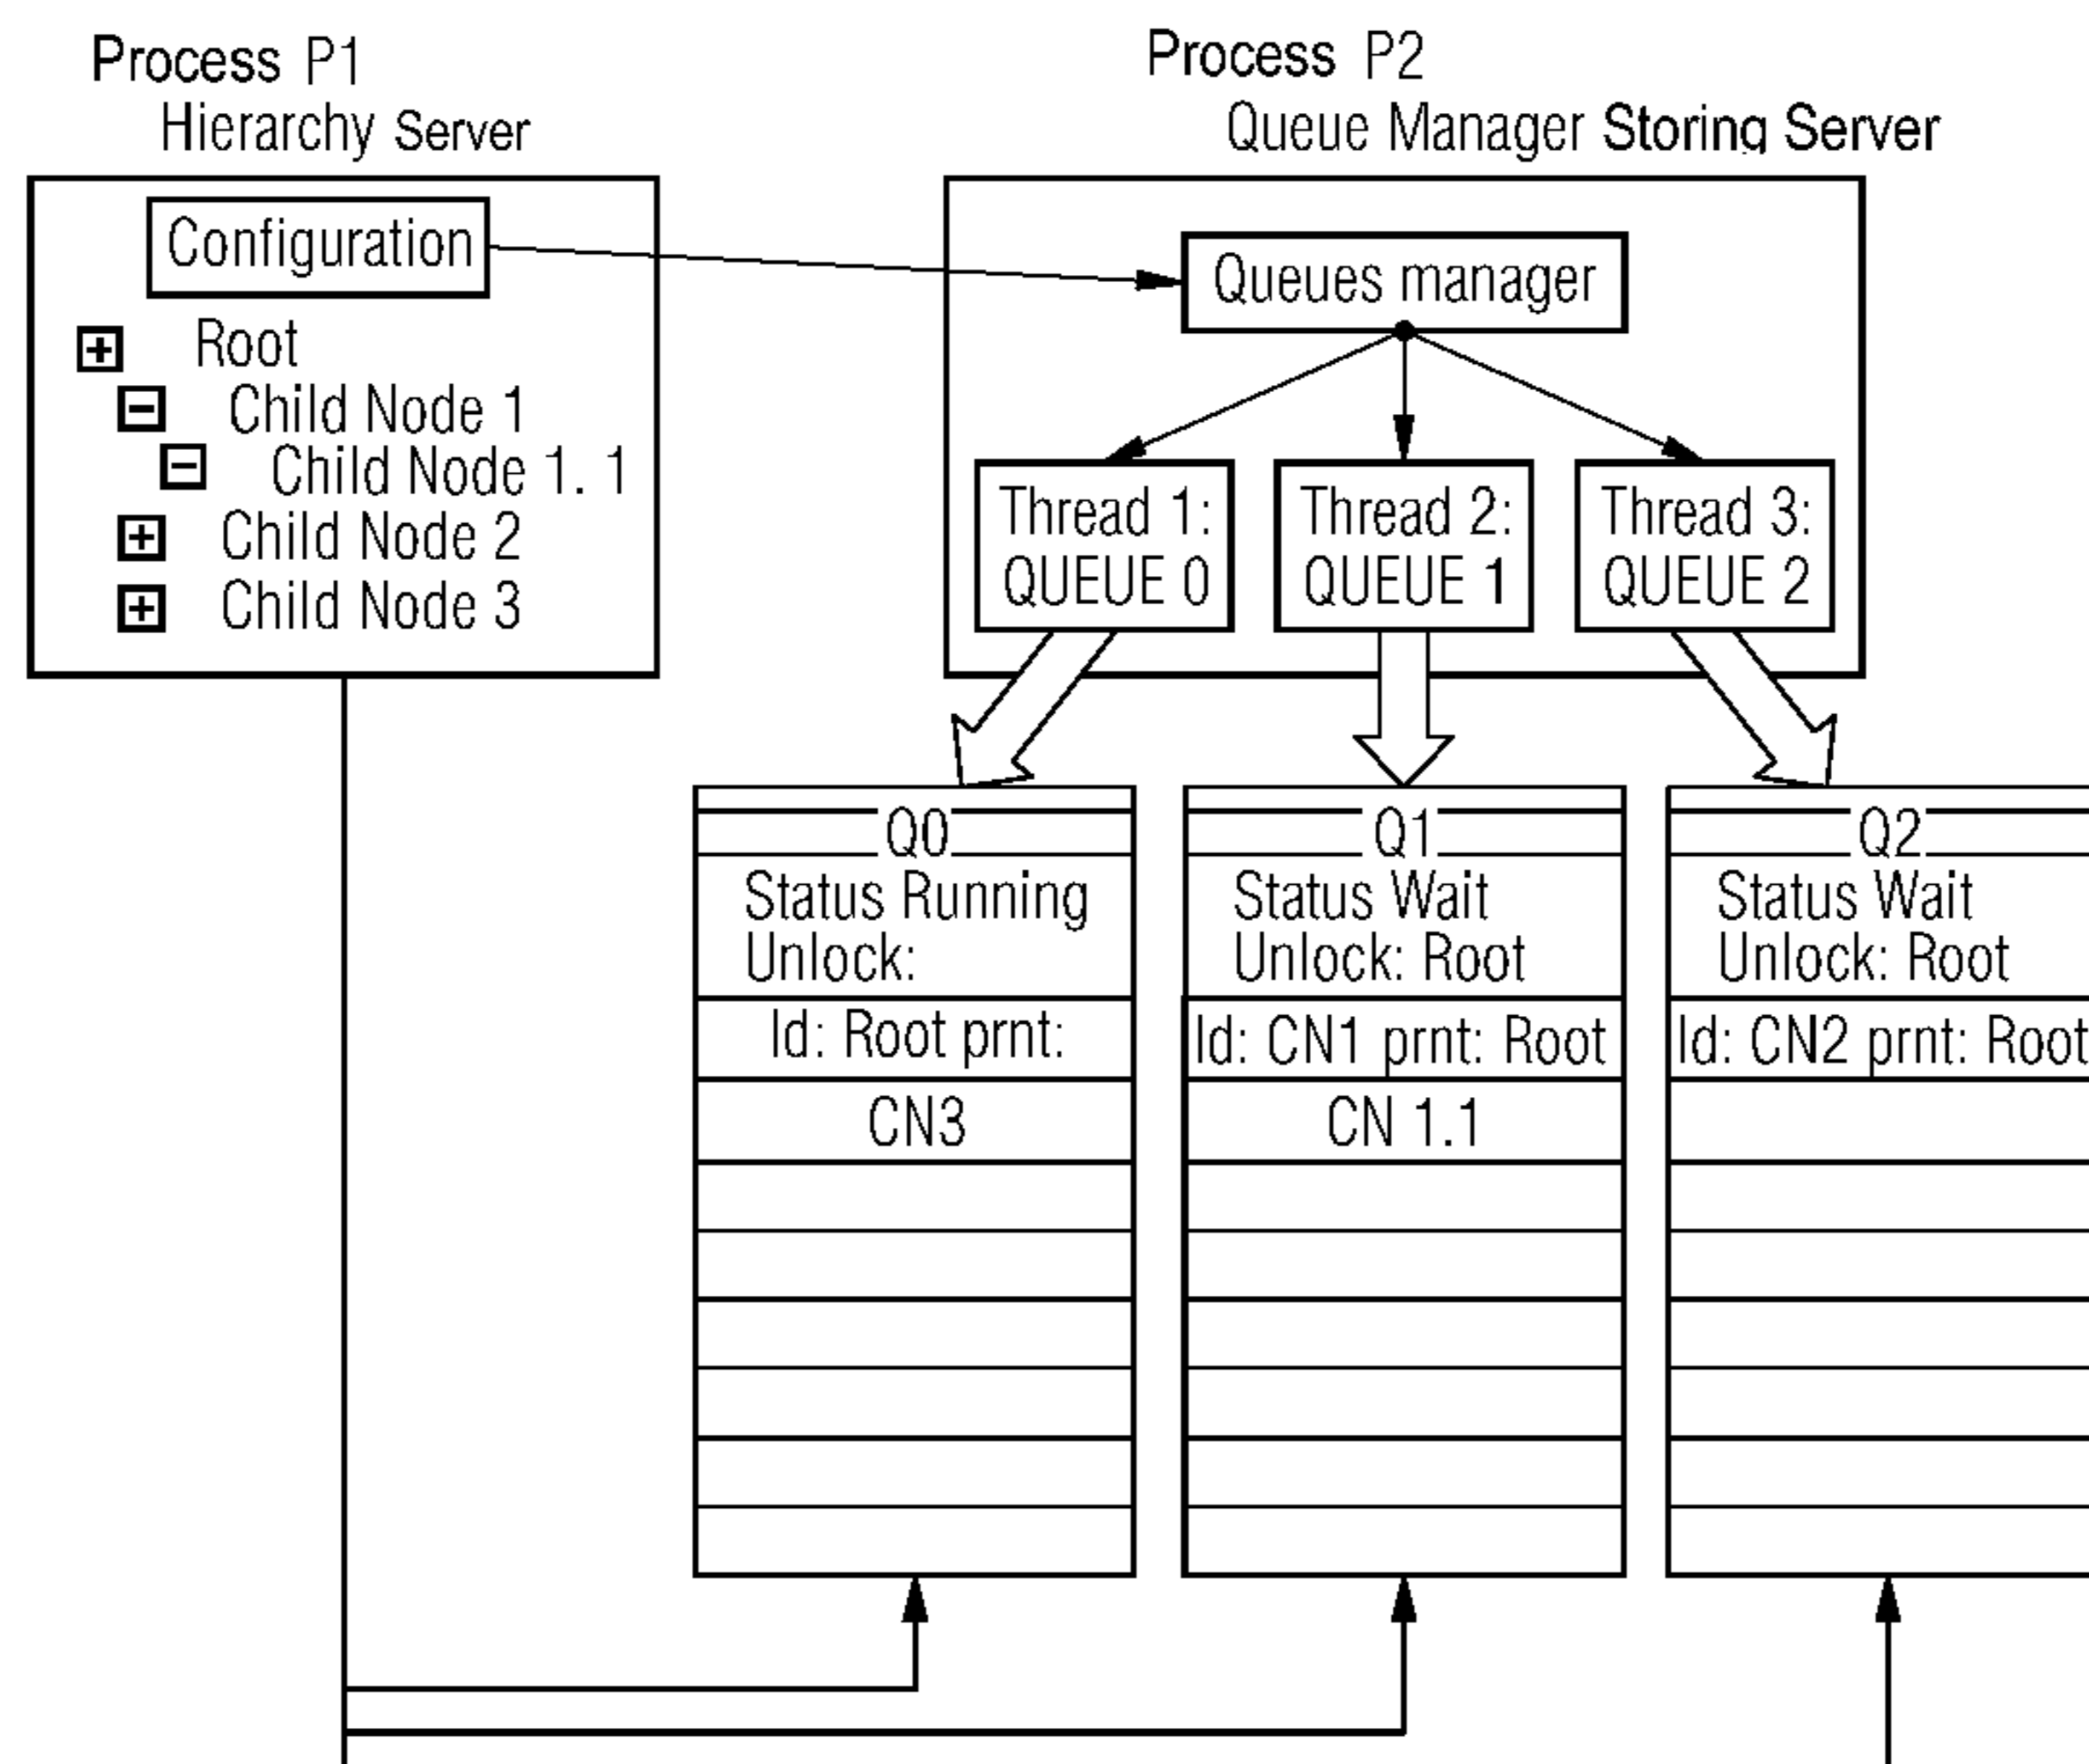 Process P1
Hierarchy Server
Configuration
Root
Child Node 1
Child Node 1. 1
Child Node 2
Child Node 3
Process P2
Queue Manager Storing Server
Queues manager
Thread 1:
QUEUE 0
Thread 2:
QUEUE 1
Thread 3:
QUEUE 2
Q0
Status Running
Unlock:
Id: Root prnt:
CN3
Q1
Status Wait
Unlock: Root
Id: CN1 prnt: Root
CN 1.1
Q2
Status Wait
Unlock: Root
Id: CN2 prnt: Root